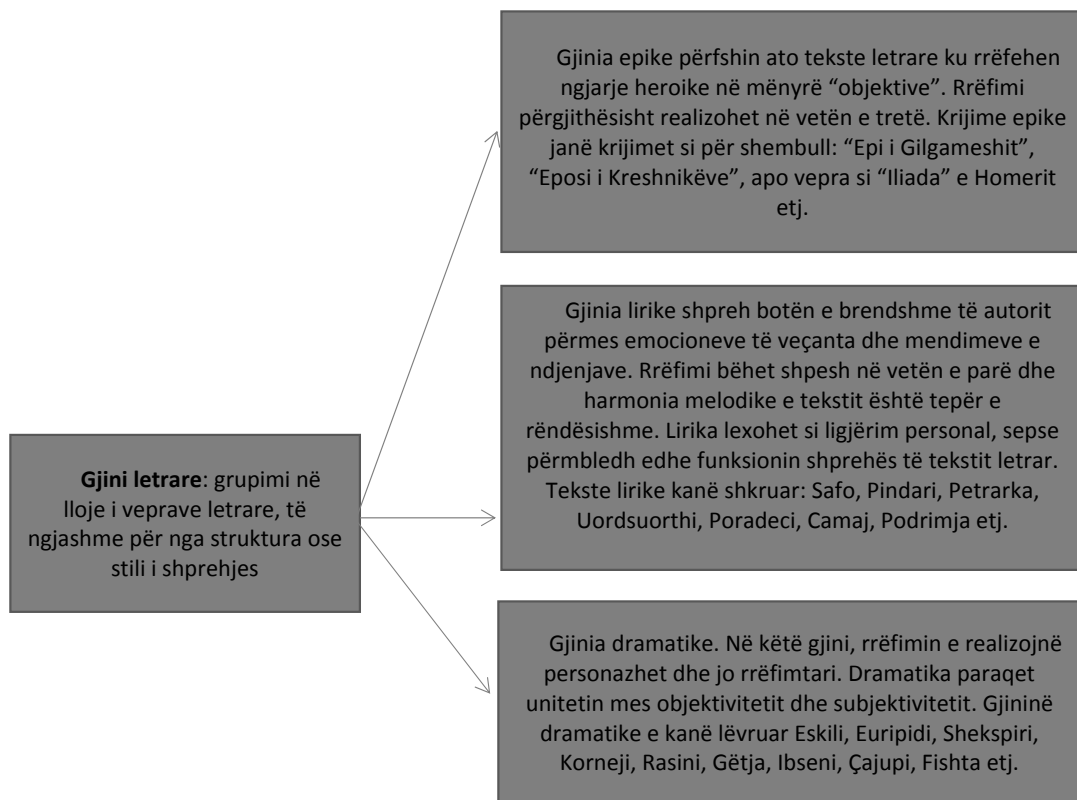 Gjinia epike përfshin ato tekste letrare ku rrëfehen
ngjarje heroike në mënyrë “objektive”. Rrëfimi
përgjithësisht realizohet në vetën e tretë. Krijime epike
janë krijimet si për shembull: “Epi i Gilgameshit”,
“Eposi i Kreshnikëve”, apo vepra si “Iliada” e Homerit
etj.
Gjinia lirike shpreh botën e brendshme të autorit
përmes emocioneve të veçanta dhe mendimeve e
ndjenjave. Rrëfimi bëhet shpesh në vetën e parë dhe
harmonia melodike e tekstit është tepër e
rëndësishme. Lirika lexohet si ligjërim personal, sepse
përmbledh edhe funksionin shprehës të tekstit letrar.
Tekste lirike kanë shkruar: Safo, Pindari, Petrarka,
Uordsuorthi, Poradeci, Camaj, Podrimja etj.
Gjini letrare: grupimi në
lloje i veprave letrare, të
ngjashme për nga struktura ose
stili i shprehjes
Gjinia dramatike. Në këtë gjini, rrëfimin e realizojnë
personazhet dhe jo rrëfimtari. Dramatika paraqet
unitetin mes objektivitetit dhe subjektivitetit. Gjininë
dramatike e kanë lëvruar Eskili, Euripidi, Shekspiri,
Korneji, Rasini, Gëtja, Ibseni, Çajupi, Fishta etj.